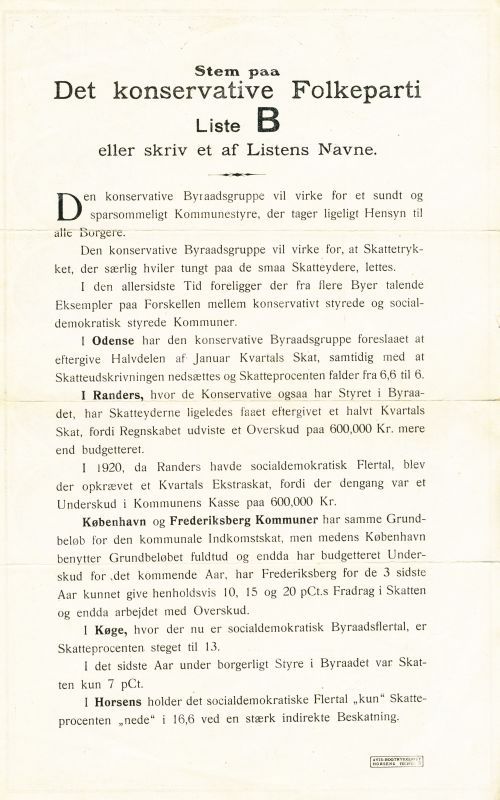 Stem paa
Det konservative Folkeparti
Liste B
eller skriv et af Listens Navne.
Den konservative Byraadsgruppe vil virke for et sundt og
sparsommeligt Kommunestyre, der tager ligeligt Hensyn til
alle Borgere.
Den konservative Byraadsgruppe vil virke for, at Skattetryk-
ket, der særlig hviler tungt paa de smaa Skatteydere, lettes.
I den allersidste Tid foreligger der fra flere Byer talende
Eksempler paa Forskellen mellem konservativt styrede og social-
demokratisk styrede Kommuner.
I Odense har den konservative Byraadsgruppe foreslaaet at
eftergive Halvdelen af Januar Kvartals Skat, samtidig med at
Skatteudskrivningen nedsættes og Skatteprocenten falder fra 6,6 til 6.
I Randers, hvor de Konservative ogsaa har Styret i Byraa-
det, har Skatteyderne ligeledes faaet eftergivet et halvt Kvartals
Skat, fordi Regnskabet udviste et Overskud paa 600,000 Kr. mere
end budgetteret.
I 1920, da Randers havde socialdemokratisk Flertal, blev
der opkrævet et Kvartals Ekstraskat, fordi der dengang var et
Underskud i Kommunens Kasse paa 600,000 Kr.
København og Frederiksberg Kommuner har samme Grund-
beløb for den kommunale Indkomstskat, men medens København
benytter Grundbeløbet fuldtud og endda har budgetteret Under-
skud for det kommende Aar, har Frederiksberg for de 3 sidste
Aar kunnet give henholdsvis 10, 15 og 20 pCt.s Fradrag i Skatten
og endda arbejdet med Overskud.
I Køge, hvor der nu er socialdemokratisk Byraadsflertal, er
Skatteprocenten steget til 13.
I det sidste Aar under borgerligt Styre i Byraadet var Skat-
ten kun 7 pCt.
I Horsens holder det socialdemokratiske Flertal „kun“ Skatte-
procenten „nede“ i 16,6 ved en stærk indirekte Beskatning.